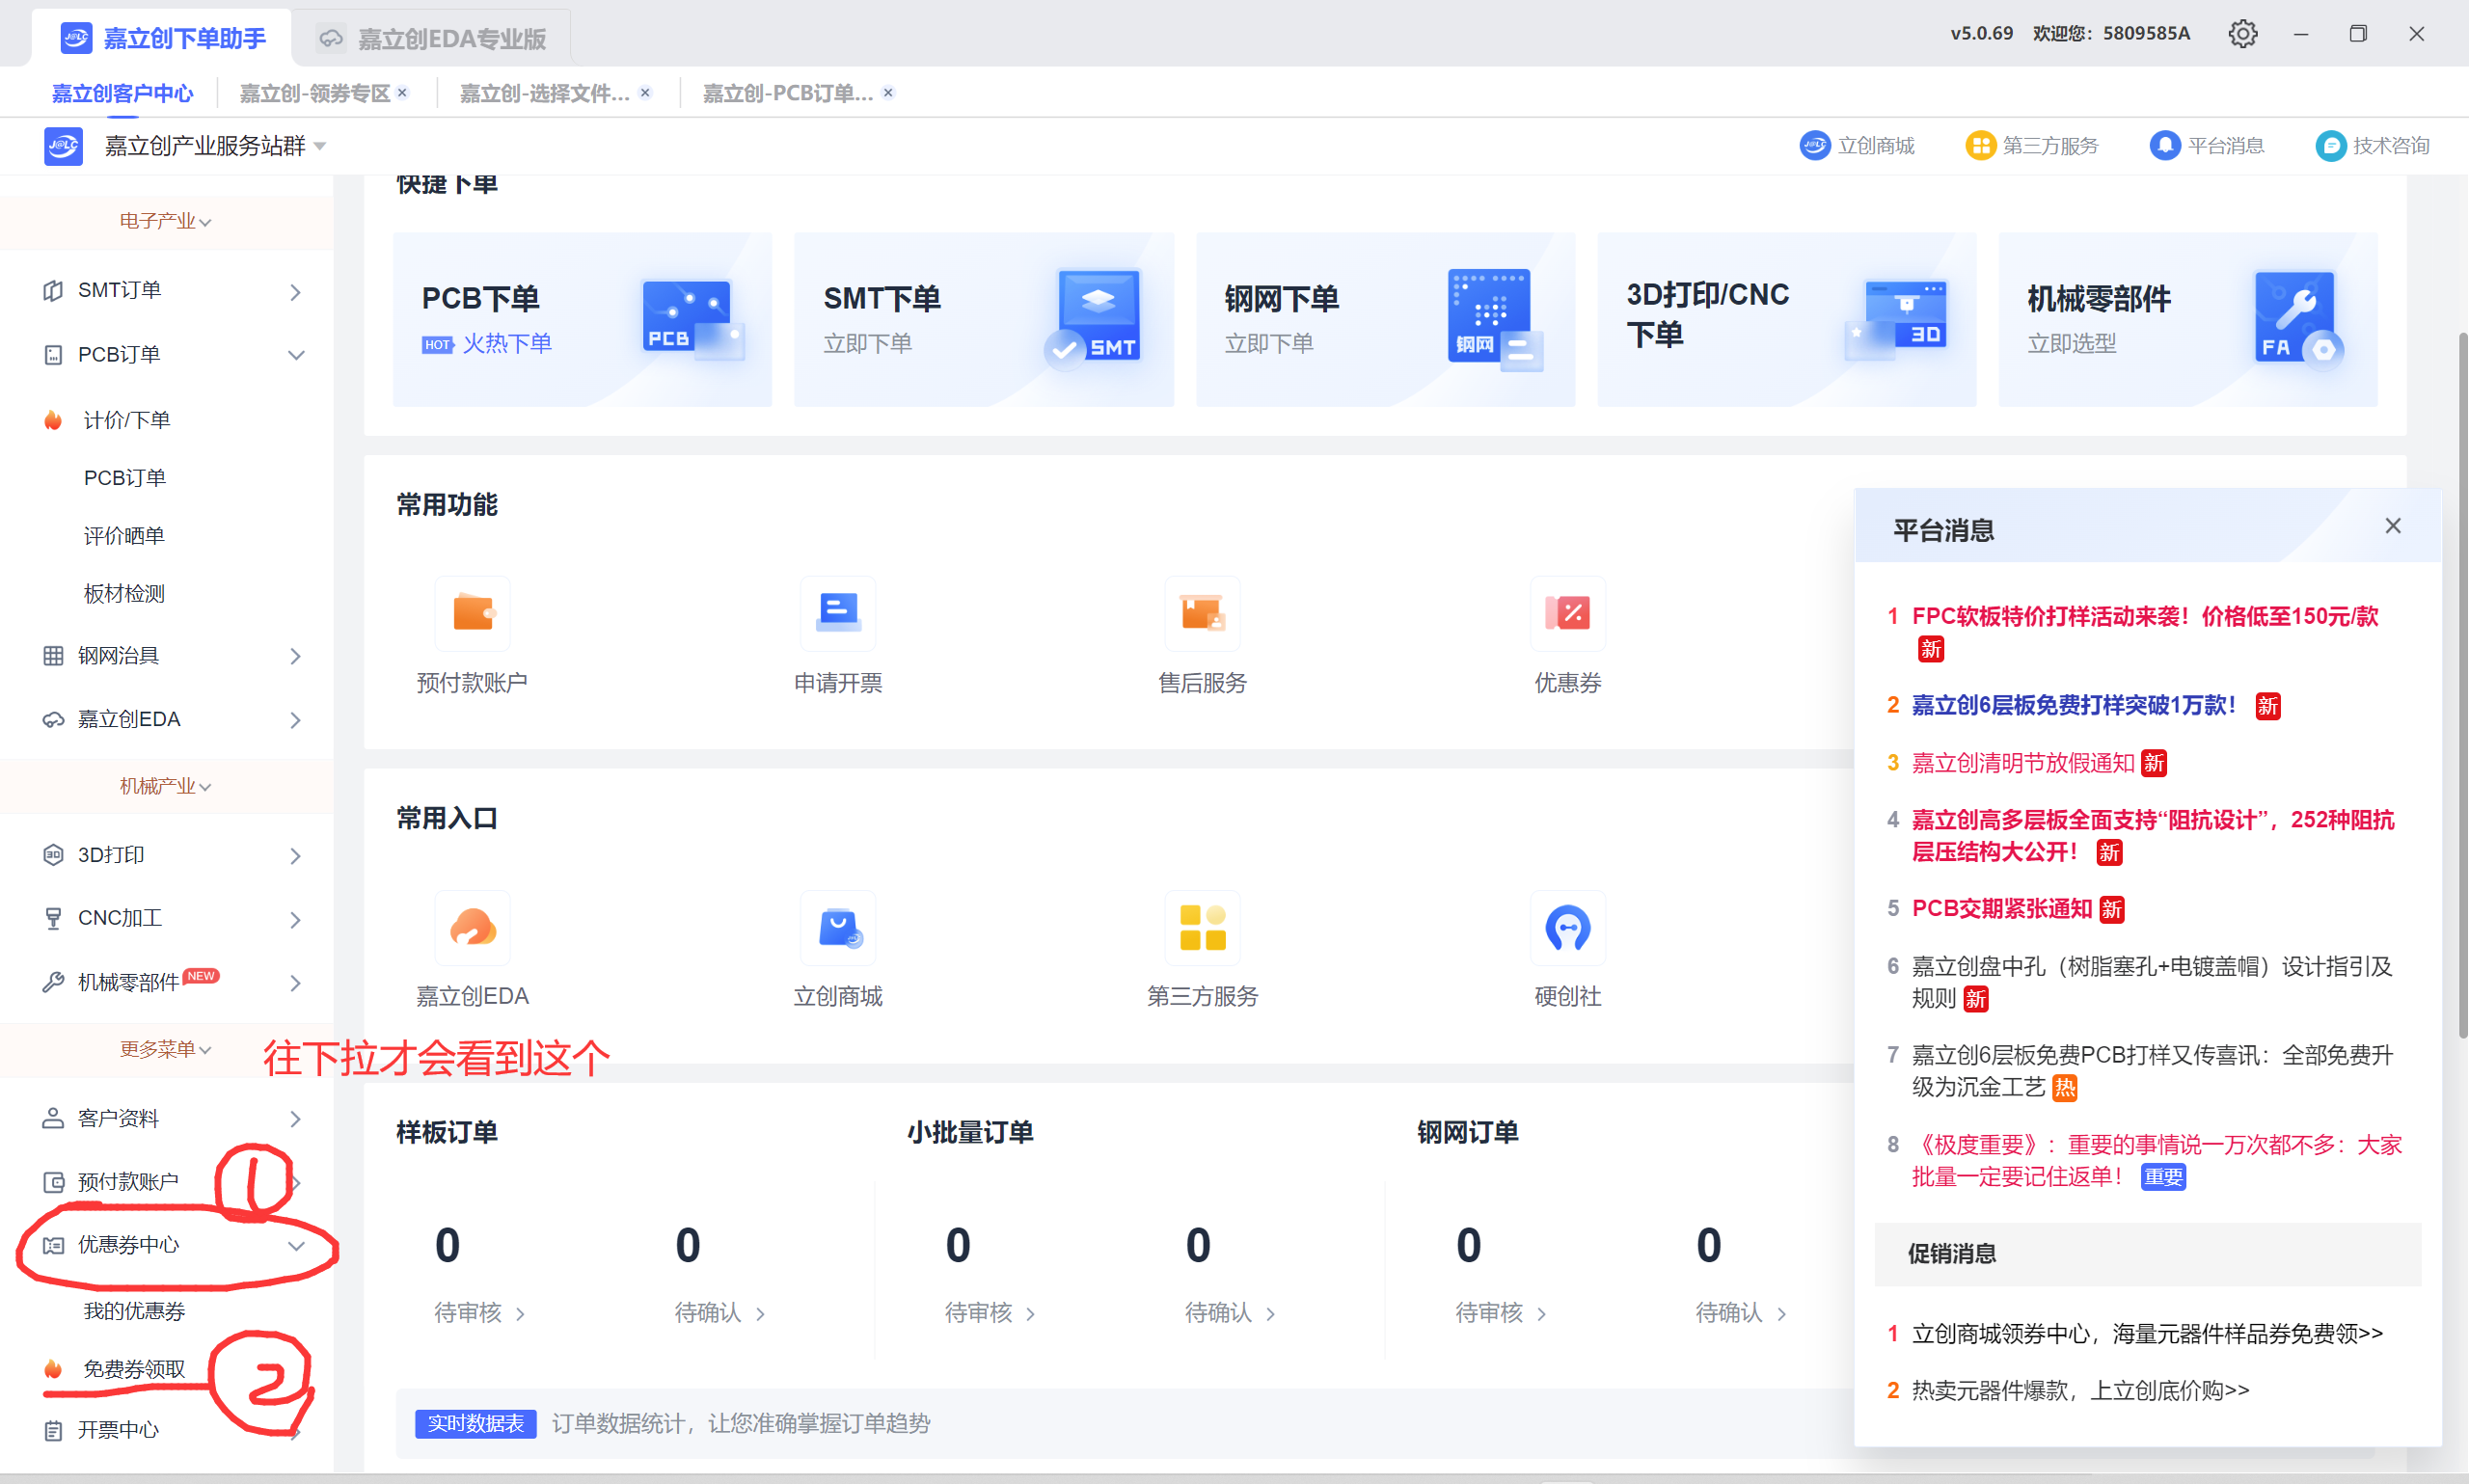 嘉立创下单助手
嘉立创EDA专业版
v5.0.69 欢迎您：5809585A
嘉立创客户中心
嘉立创-领券专区
嘉立创-选择文件...
嘉立创-PCB订单...
J@LC 嘉立创产业服务站群
立创商城
第三方服务
平台消息
技术咨询
电子产业
SMT订单
PCB订单
计价/下单
PCB订单
评价晒单
板材检测
钢网治具
嘉立创EDA
机械产业
3D打印
CNC加工
机械零部件 NEW
更多菜单
往下拉才会看到这个
客户资料
预付款账户
1
优惠券中心
我的优惠券
免费券领取
2
开票中心
快捷下单
PCB下单
HOT 火热下单
PCB
SMT下单
立即下单
SMT
钢网下单
立即下单
钢网
3D打印/CNC
下单
3D
机械零部件
立即选型
FA
常用功能
预付款账户
申请开票
售后服务
优惠券
常用入口
嘉立创EDA
立创商城
第三方服务
硬创社
样板订单
小批量订单
钢网订单
0 0 0 0 0 0
待审核 待确认 待审核 待确认 待审核 待确认
实时数据表 订单数据统计，让您准确掌握订单趋势
平台消息
1 FPC软板特价打样活动来袭！价格低至150元/款
新
2 嘉立创6层板免费打样突破1万款！ 新
3 嘉立创清明节放假通知 新
4 嘉立创高多层板全面支持“阻抗设计”，252种阻抗
层压结构大公开！ 新
5 PCB交期紧张通知 新
6 嘉立创盘中孔（树脂塞孔+电镀盖帽）设计指引及
规则 新
7 嘉立创6层板免费PCB打样又传喜讯：全部免费升
级为沉金工艺 热
8 《极度重要》：重要的事情说一万次都不多：大家
批量一定要记住返单！ 重要
促销消息
1 立创商城领券中心，海量元器件样品券免费领>>
2 热卖元器件爆款，上立创底价购>>